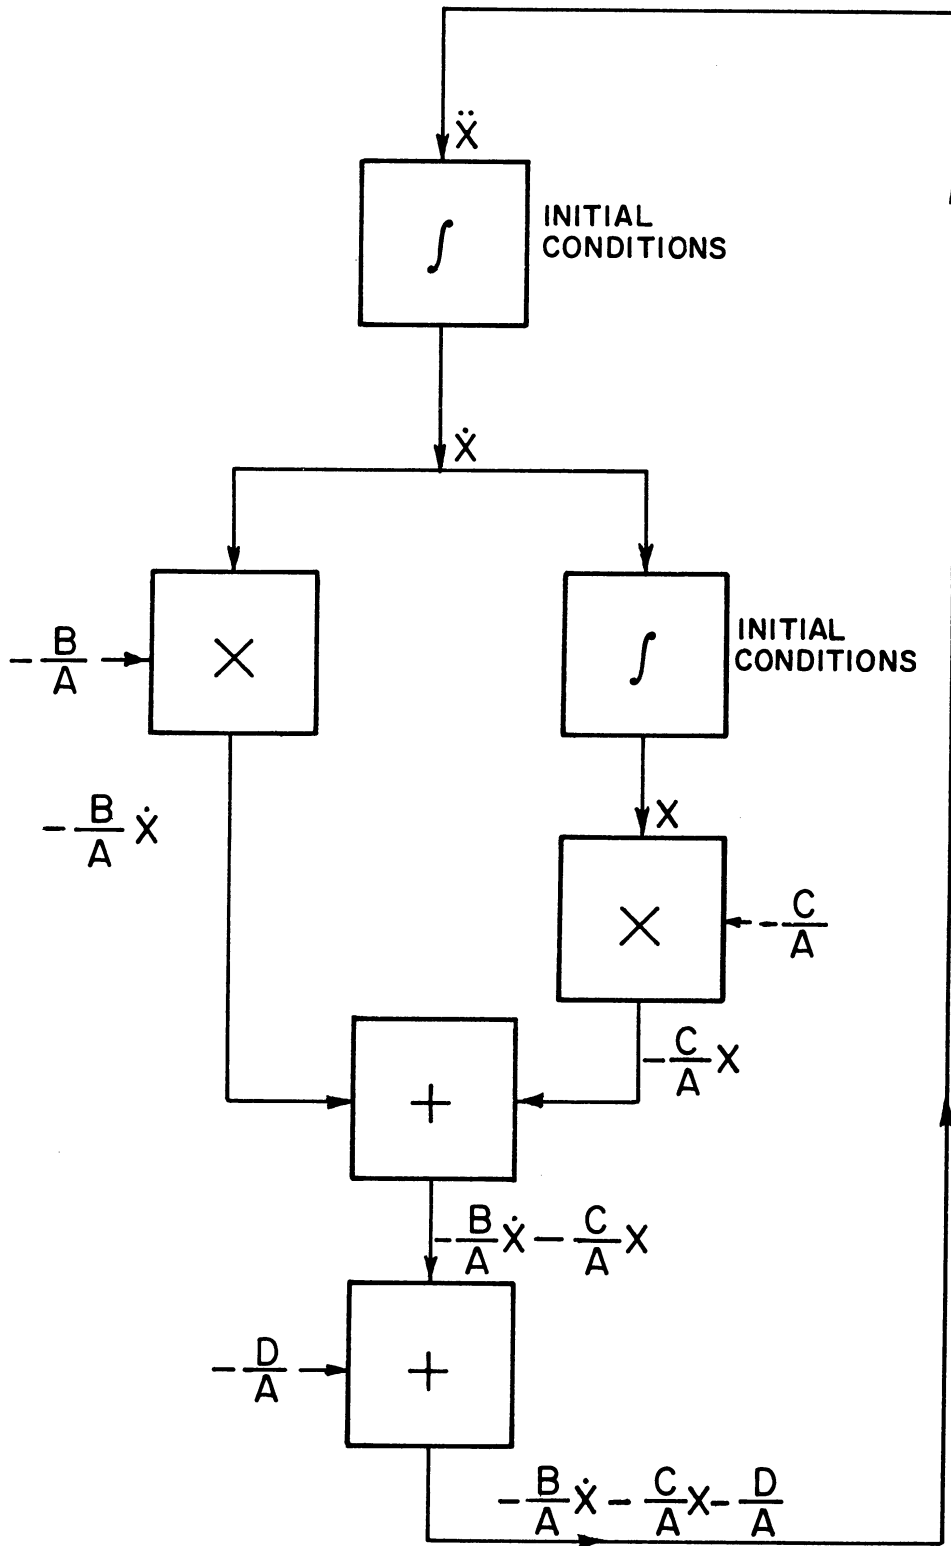 Ẍ
∫
INITIAL
CONDITIONS
Ẋ
-B/A
×
∫
INITIAL
CONDITIONS
-B/A Ẋ
X
×
-C/A
-C/A X
+
-B/A Ẋ - C/A X
-D/A
+
-B/A Ẋ - C/A X - D/A